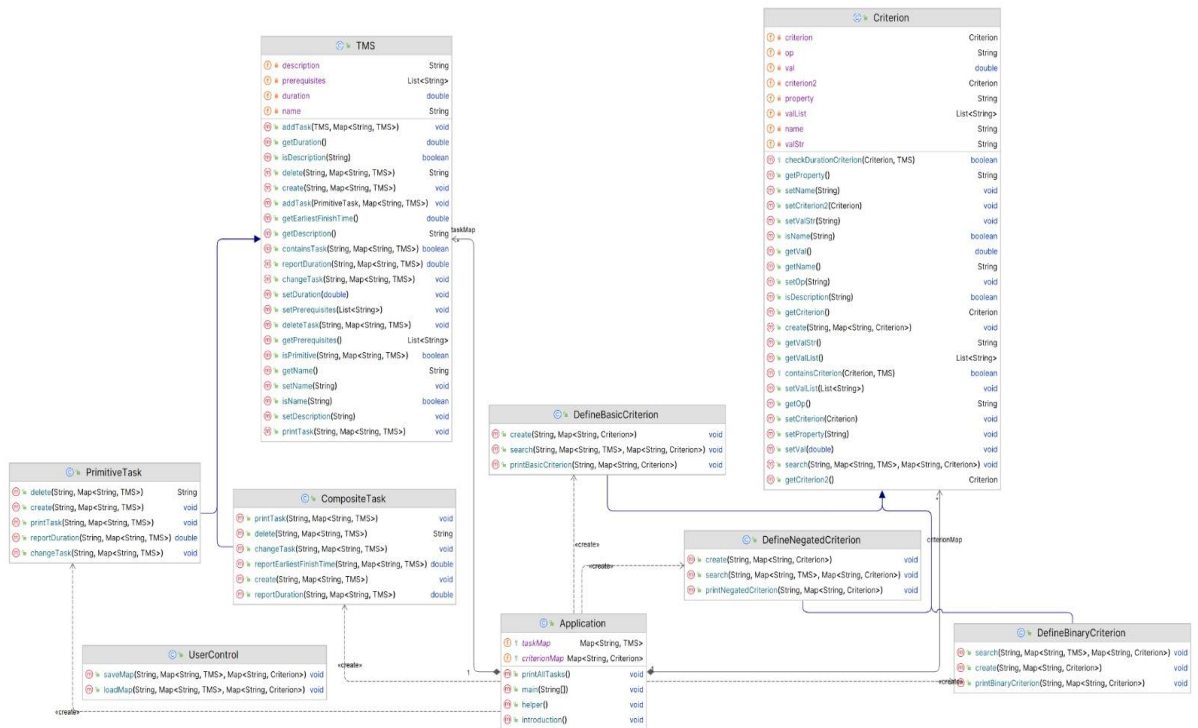 TMS
description String
prerequisites List<String>
duration double
name String
addTask(TMS, Map<String, TMS>) void
getDuration() double
isDescription(String) boolean
delete(String, Map<String, TMS>) String
create(String, Map<String, TMS>) void
addTask(PrimitiveTask, Map<String, TMS>) void
getEarliestFinishTime() double
getDescription() String
containsTask(String, Map<String, TMS>) boolean
reportDuration(String, Map<String, TMS>) double
changeTask(String, Map<String, TMS>) void
setDuration(double) void
setPrerequisites(List<String>) void
deleteTask(String, Map<String, TMS>) void
getPrerequisites() List<String>
isPrimitive(String, Map<String, TMS>) boolean
getName() String
setName(String) void
isName(String) boolean
setDescription(String) void
printTask(String, Map<String, TMS>) void
taskMap
Criterion
criterion Criterion
op String
val double
criterion2 Criterion
property String
valList List<String>
name String
valStr String
checkDurationCriterion(Criterion, TMS) boolean
getProperty() String
setName(String) void
setCriterion2(Criterion) void
setValStr(String) void
isName(String) boolean
getVal() double
getName() String
setOp(String) void
isDescription(String) boolean
getCriterion() Criterion
create(String, Map<String, Criterion>) void
getValStr() String
getValList() List<String>
containsCriterion(Criterion, TMS) boolean
setValList(List<String>) void
getOp() String
setCriterion(Criterion) void
setProperty(String) void
setVal(double) void
search(String, Map<String, TMS>, Map<String, Criterion>) void
getCriterion2() Criterion
criterionMap
DefineBasicCriterion
create(String, Map<String, Criterion>) void
search(String, Map<String, TMS>, Map<String, Criterion>) void
printBasicCriterion(String, Map<String, Criterion>) void
PrimitiveTask
delete(String, Map<String, TMS>) String
create(String, Map<String, TMS>) void
printTask(String, Map<String, TMS>) void
reportDuration(String, Map<String, TMS>) double
changeTask(String, Map<String, TMS>) void
CompositeTask
printTask(String, Map<String, TMS>) void
delete(String, Map<String, TMS>) String
changeTask(String, Map<String, TMS>) void
reportEarliestFinishTime(String, Map<String, TMS>) double
create(String, Map<String, TMS>) void
reportDuration(String, Map<String, TMS>) double
«create»
«create»
DefineNegatedCriterion
create(String, Map<String, Criterion>) void
search(String, Map<String, TMS>, Map<String, Criterion>) void
printNegatedCriterion(String, Map<String, Criterion>) void
UserControl
saveMap(String, Map<String, TMS>, Map<String, Criterion>) void
loadMap(String, Map<String, TMS>, Map<String, Criterion>) void
«create»
«create»
1
Application
taskMap Map<String, TMS>
criterionMap Map<String, Criterion>
printAllTasks() void
main(String[]) void
helper() void
introduction() void
1
«create»
DefineBinaryCriterion
search(String, Map<String, TMS>, Map<String, Criterion>) void
create(String, Map<String, Criterion>) void
printBinaryCriterion(String, Map<String, Criterion>) void